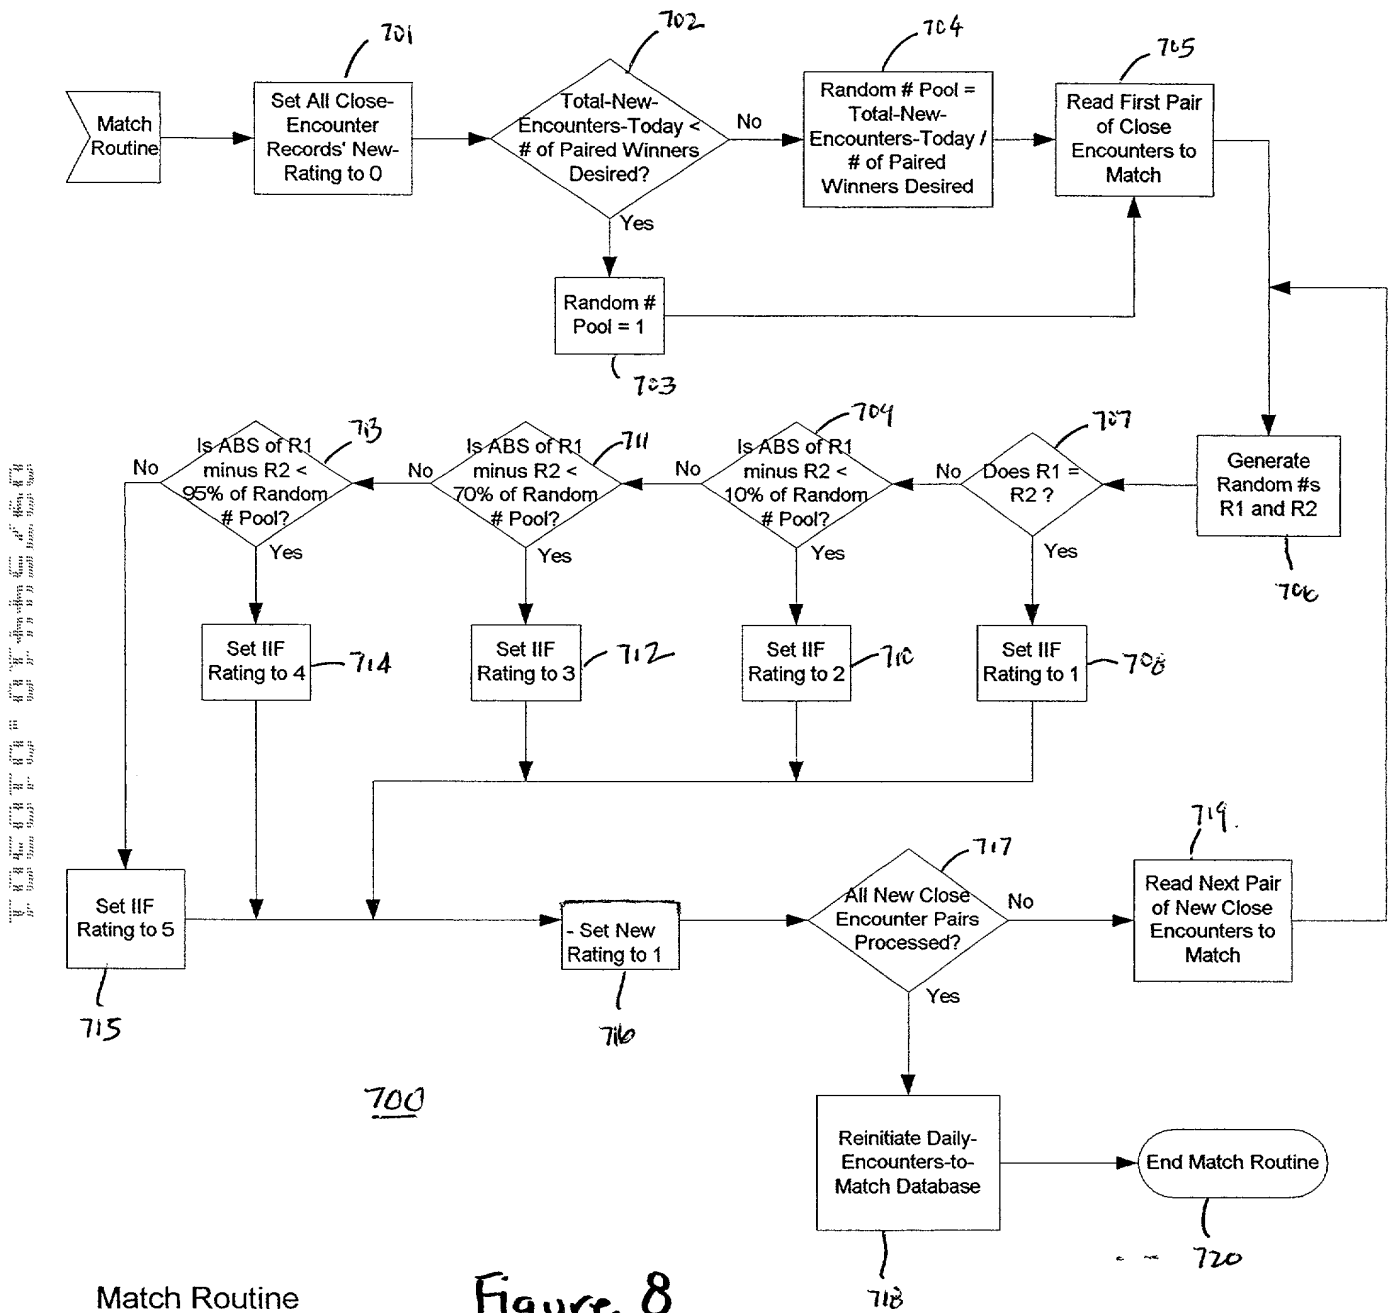 701
702
704
705
Match
Routine
Set All Close-
Encounter
Records' New-
Rating to 0
Total-New-
Encounters-Today <
# of Paired Winners
Desired?
No
Yes
Random # Pool =
Total-New-
Encounters-Today /
# of Paired
Winners Desired
Read First Pair
of Close
Encounters to
Match
Random #
Pool = 1
703
713
Is ABS of R1
minus R2 <
95% of Random
# Pool?
No
Yes
711
Is ABS of R1
minus R2 <
70% of Random
# Pool?
No
Yes
709
Is ABS of R1
minus R2 <
10% of Random
# Pool?
No
Yes
707
Does R1 =
R2 ?
No
Yes
Generate
Random #s
R1 and R2
706
Set IIF
Rating to 4
714
Set IIF
Rating to 3
712
Set IIF
Rating to 2
710
Set IIF
Rating to 1
708
Set IIF
Rating to 5
715
- Set New
Rating to 1
716
717
All New Close
Encounter Pairs
Processed?
No
Yes
719.
Read Next Pair
of New Close
Encounters to
Match
700
Reinitiate Daily-
Encounters-to-
Match Database
718
End Match Routine
720
Match Routine
Figure 8